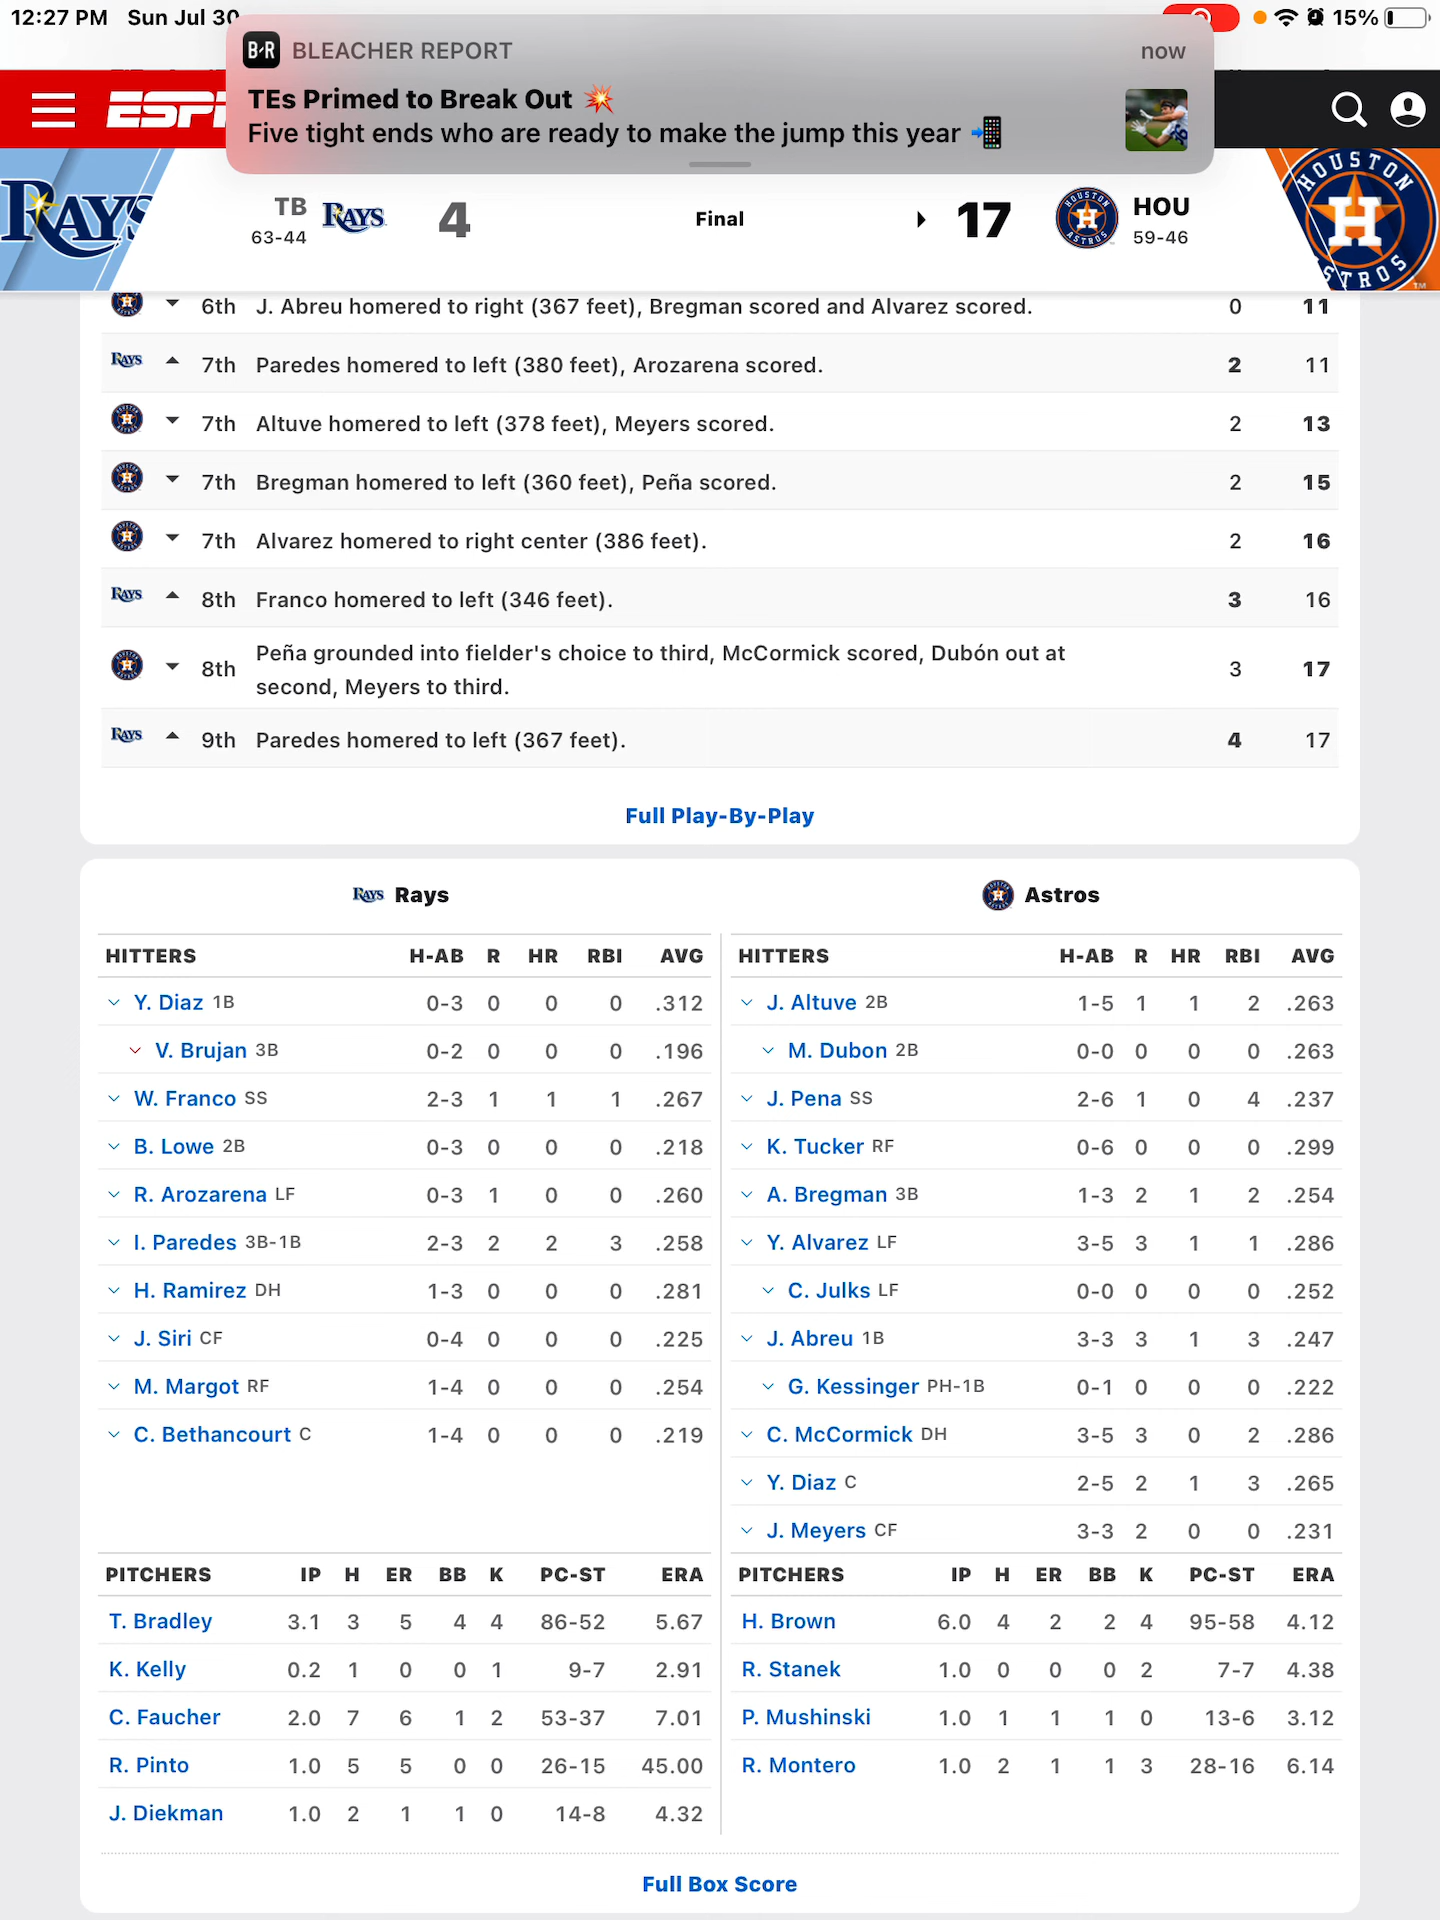 12:27 PM Sun Jul 30
15%
B-R BLEACHER REPORT now
TEs Primed to Break Out 💥
Five tight ends who are ready to make the jump this year 📲
ESP
RAYS TB RAYS 4 Final 17 HOUSTON ASTROS HOU HOUSTON ASTROS
63-44 59-46
6th J. Abreu homered to right (367 feet), Bregman scored and Alvarez scored. 0 11
RAYS 7th Paredes homered to left (380 feet), Arozarena scored. 2 11
7th Altuve homered to left (378 feet), Meyers scored. 2 13
7th Bregman homered to left (360 feet), Peña scored. 2 15
7th Alvarez homered to right center (386 feet). 2 16
RAYS 8th Franco homered to left (346 feet). 3 16
8th Peña grounded into fielder's choice to third, McCormick scored, Dubón out at
second, Meyers to third. 3 17
RAYS 9th Paredes homered to left (367 feet). 4 17
Full Play-By-Play
RAYS Rays
HITTERS H-AB R HR RBI AVG
Y. Diaz 1B 0-3 0 0 0 .312
V. Brujan 3B 0-2 0 0 0 .196
W. Franco SS 2-3 1 1 1 .267
B. Lowe 2B 0-3 0 0 0 .218
R. Arozarena LF 0-3 1 0 0 .260
I. Paredes 3B-1B 2-3 2 2 3 .258
H. Ramirez DH 1-3 0 0 0 .281
J. Siri CF 0-4 0 0 0 .225
M. Margot RF 1-4 0 0 0 .254
C. Bethancourt C 1-4 0 0 0 .219
PITCHERS IP H ER BB K PC-ST ERA
T. Bradley 3.1 3 5 4 4 86-52 5.67
K. Kelly 0.2 1 0 0 1 9-7 2.91
C. Faucher 2.0 7 6 1 2 53-37 7.01
R. Pinto 1.0 5 5 0 0 26-15 45.00
J. Diekman 1.0 2 1 1 0 14-8 4.32
Astros
HITTERS H-AB R HR RBI AVG
J. Altuve 2B 1-5 1 1 2 .263
M. Dubon 2B 0-0 0 0 0 .263
J. Pena SS 2-6 1 0 4 .237
K. Tucker RF 0-6 0 0 0 .299
A. Bregman 3B 1-3 2 1 2 .254
Y. Alvarez LF 3-5 3 1 1 .286
C. Julks LF 0-0 0 0 0 .252
J. Abreu 1B 3-3 3 1 3 .247
G. Kessinger PH-1B 0-1 0 0 0 .222
C. McCormick DH 3-5 3 0 2 .286
Y. Diaz C 2-5 2 1 3 .265
J. Meyers CF 3-3 2 0 0 .231
PITCHERS IP H ER BB K PC-ST ERA
H. Brown 6.0 4 2 2 4 95-58 4.12
R. Stanek 1.0 0 0 0 2 7-7 4.38
P. Mushinski 1.0 1 1 1 0 13-6 3.12
R. Montero 1.0 2 1 1 3 28-16 6.14
Full Box Score